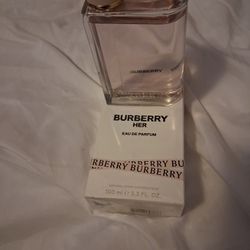 BURBERRY
BURBERRY
HER
EAU DE PARFUM
BURBERRY BU
BURBERRY
100 ml ℮ 3.3 FL. OZ.